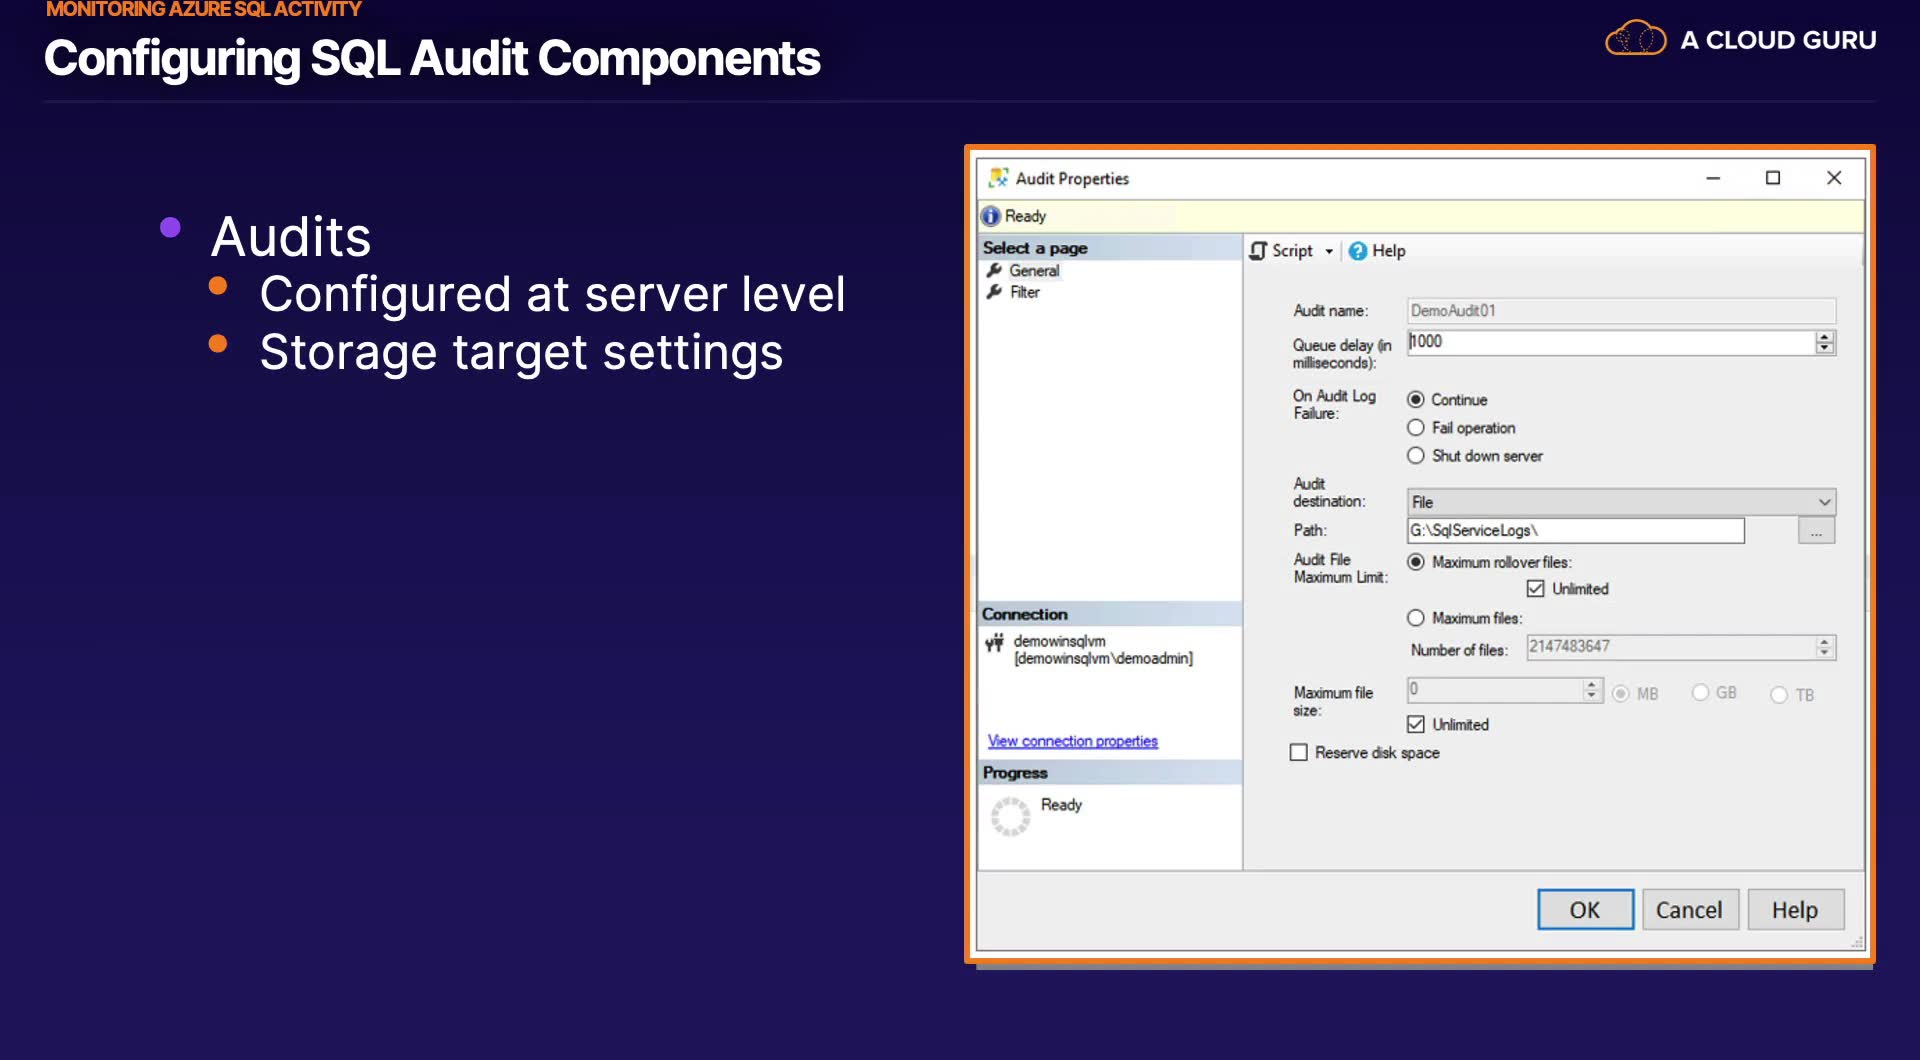 MONITORING AZURE SQL ACTIVITY
Configuring SQL Audit Components
A CLOUD GURU
Audits
Configured at server level
Storage target settings
Audit Properties
Ready
Select a page
General
Filter
Script
Help
Audit name:
DemoAudit01
Queue delay (in
milliseconds):
1000
On Audit Log
Failure:
Continue
Fail operation
Shut down server
Audit
destination:
File
Path:
G:\SqlServiceLogs\
...
Audit File
Maximum Limit:
Maximum rollover files:
Unlimited
Maximum files:
Number of files:
2147483647
Maximum file
size:
0
MB
GB
TB
Unlimited
Reserve disk space
Connection
demowinsqlvm
[demowinsqlvm\demoadmin]
View connection properties
Progress
Ready
OK
Cancel
Help